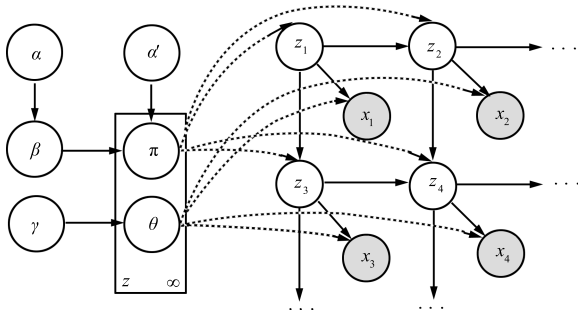 α α′ z₁ z₂ . . .
x₁ x₂
β π
z₃ z₄ . . .
γ θ
x₃ x₄
z ∞
. . . . . .